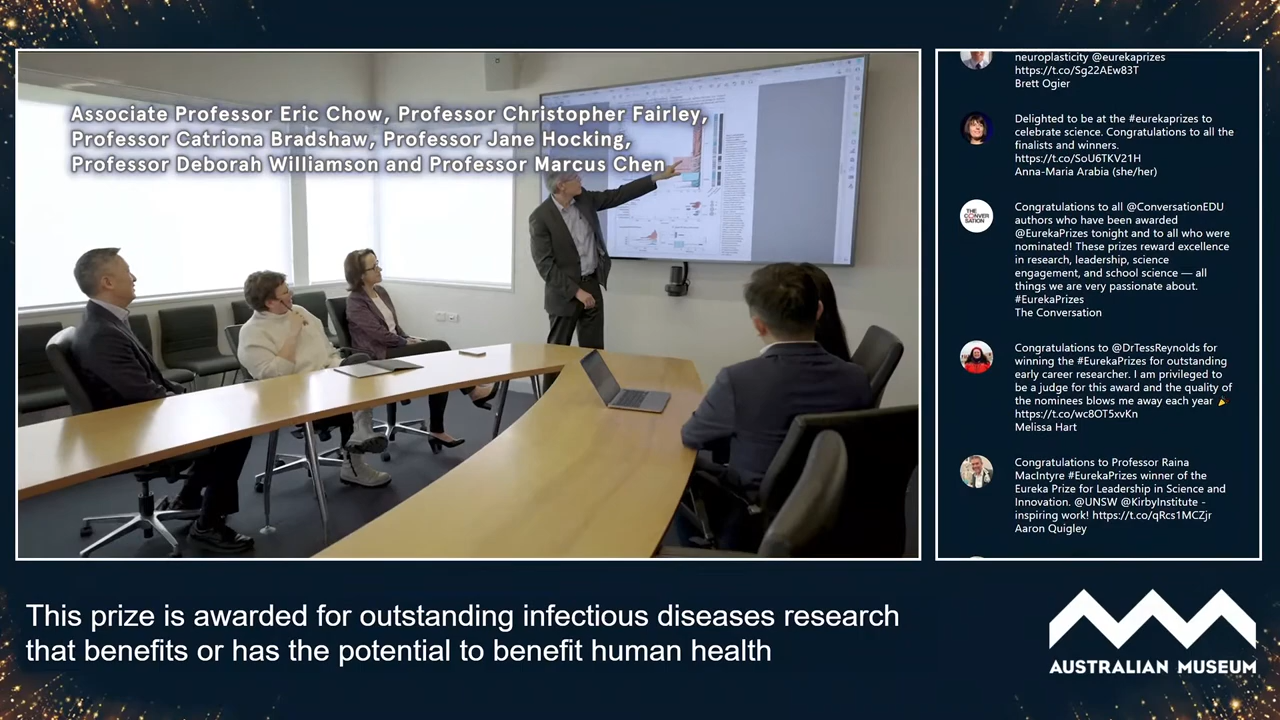 Associate Professor Eric Chow, Professor Christopher Fairley,
Professor Catriona Bradshaw, Professor Jane Hocking,
Professor Deborah Williamson and Professor Marcus Chen
neuroplasticity @eurekaprizes
https://t.co/Sg22AEw83T
Brett Ogier
Delighted to be at the #eurekaprizes to
celebrate science. Congratulations to all the
finalists and winners.
https://t.co/SoU6TKV21H
Anna-Maria Arabia (she/her)
THE
CONVER
SATION
Congratulations to all @ConversationEDU
authors who have been awarded
@EurekaPrizes tonight and to all who were
nominated! These prizes reward excellence
in research, leadership, science
engagement, and school science — all
things we are very passionate about.
#EurekaPrizes
The Conversation
Congratulations to @DrTessReynolds for
winning the #EurekaPrizes for outstanding
early career researcher. I am privileged to
be a judge for this award and the quality of
the nominees blows me away each year 🎉
https://t.co/wc8OT5xvKn
Melissa Hart
Congratulations to Professor Raina
MacIntyre #EurekaPrizes winner of the
Eureka Prize for Leadership in Science and
Innovation. @UNSW @KirbyInstitute -
inspiring work! https://t.co/qRcs1MCZjr
Aaron Quigley
This prize is awarded for outstanding infectious diseases research
that benefits or has the potential to benefit human health
AUSTRALIAN MUSEUM